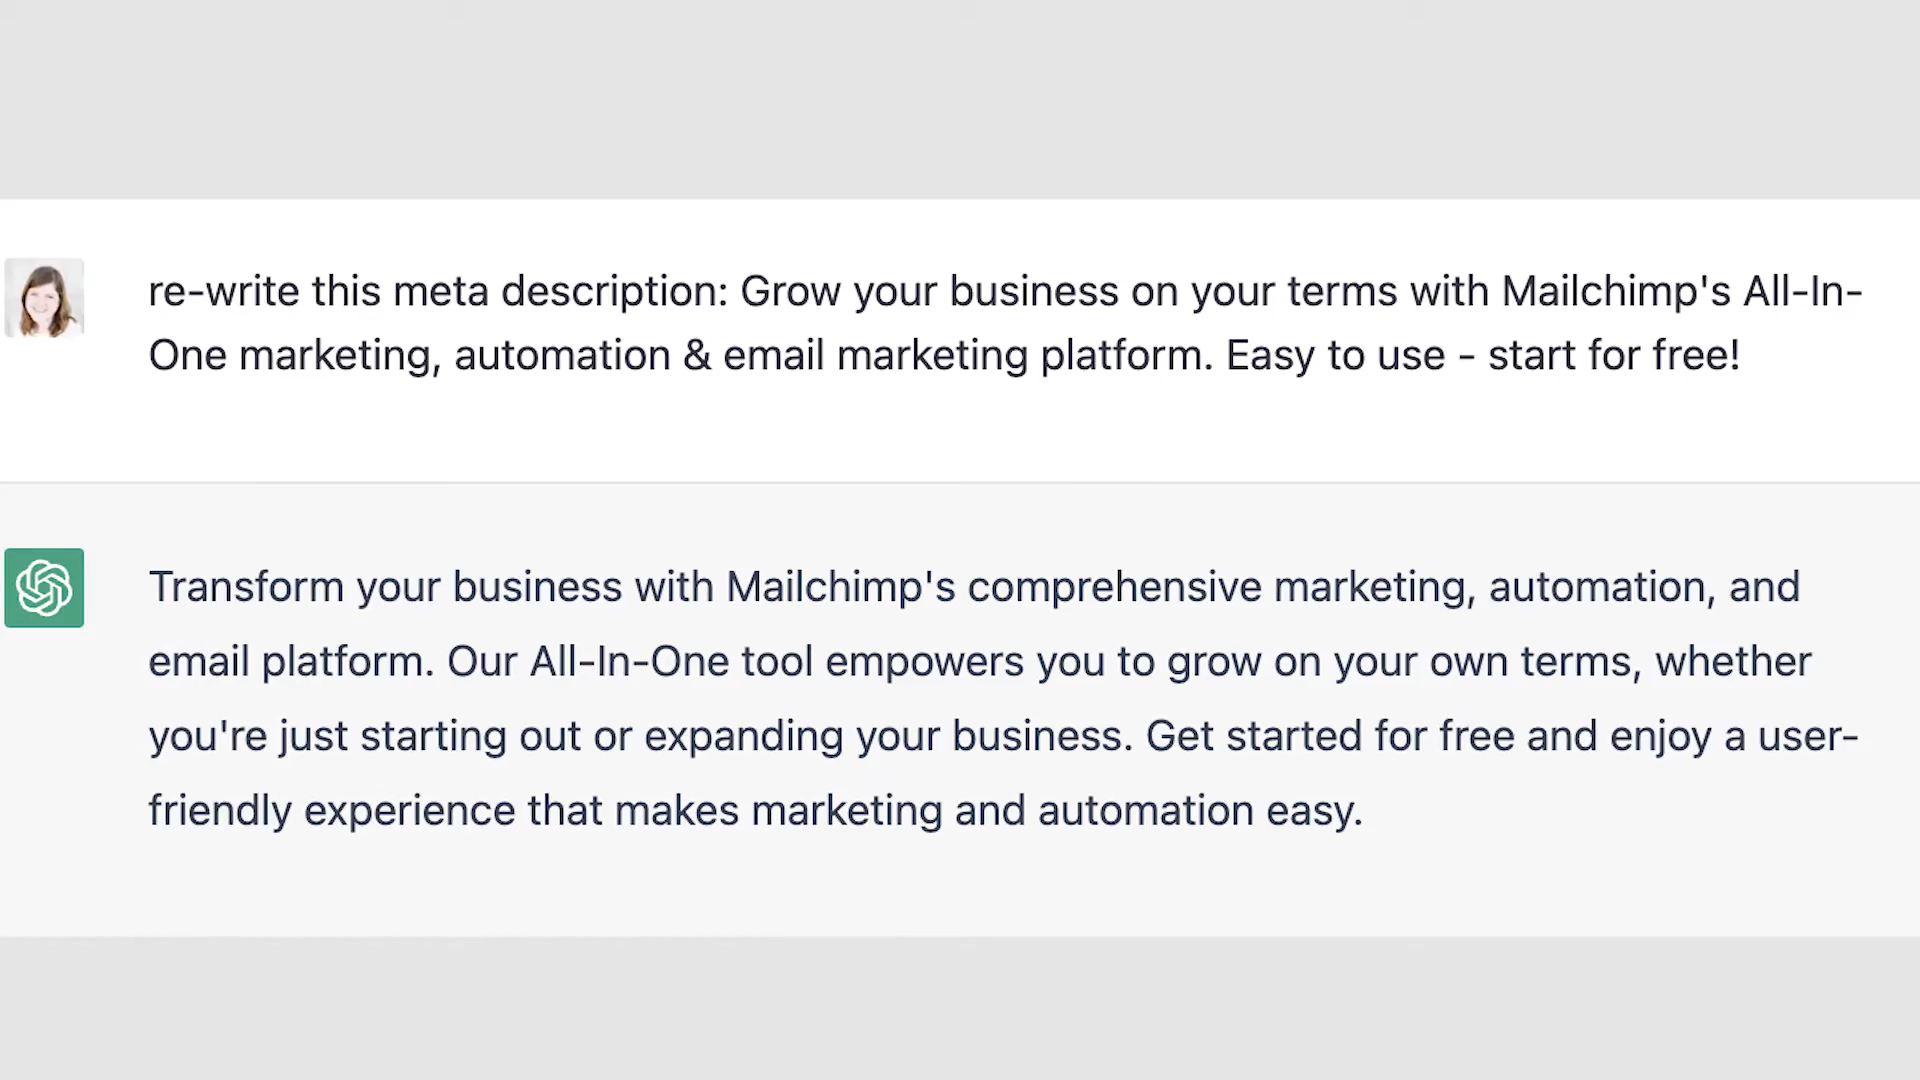 re-write this meta description: Grow your business on your terms with Mailchimp's All-In-
One marketing, automation & email marketing platform. Easy to use - start for free!
Transform your business with Mailchimp's comprehensive marketing, automation, and
email platform. Our All-In-One tool empowers you to grow on your own terms, whether
you're just starting out or expanding your business. Get started for free and enjoy a user-
friendly experience that makes marketing and automation easy.